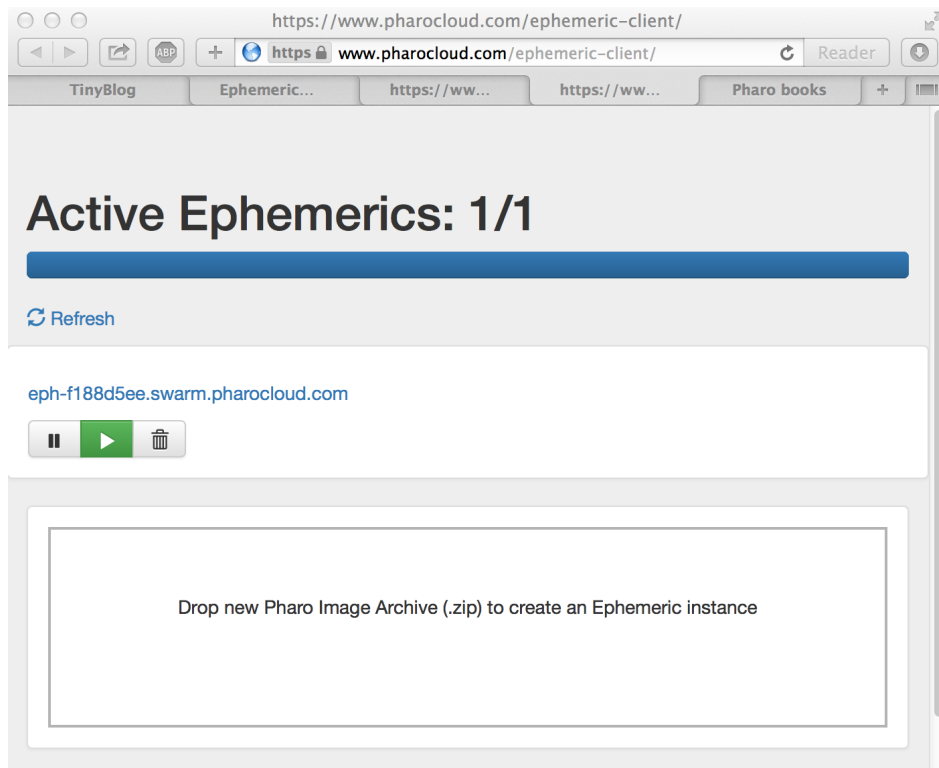 https://www.pharocloud.com/ephemeric-client/
ABP
https www.pharocloud.com/ephemeric-client/
Reader
TinyBlog
Ephemeric...
https://ww...
https://ww...
Pharo books
Active Ephemerics: 1/1
Refresh
eph-f188d5ee.swarm.pharocloud.com
Drop new Pharo Image Archive (.zip) to create an Ephemeric instance